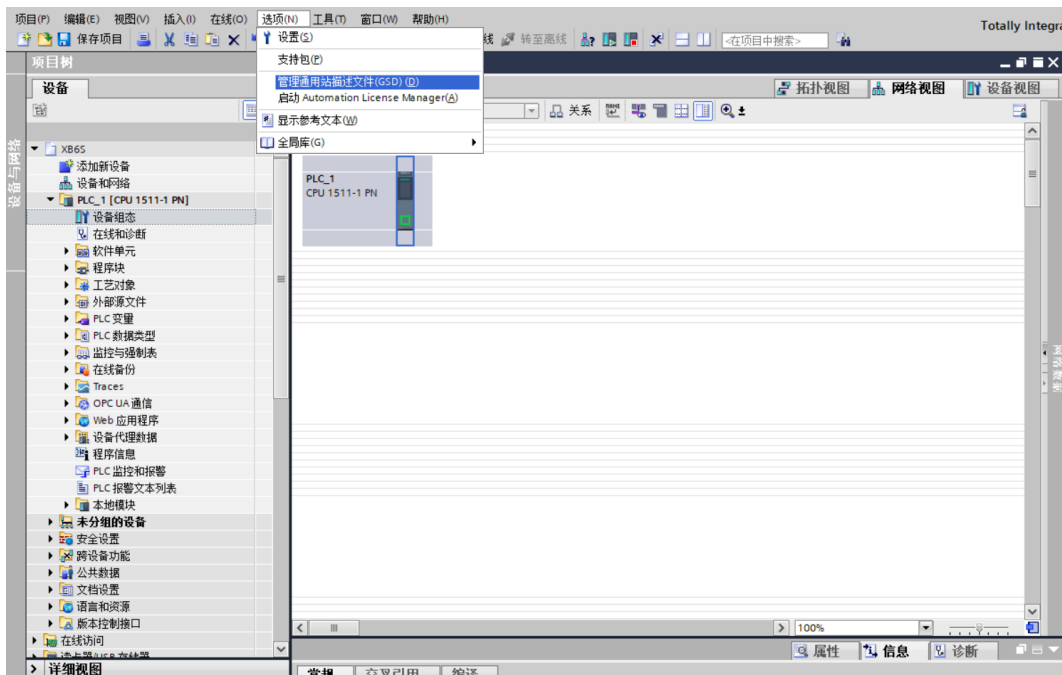 项目(P) 编辑(E) 视图(V) 插入(I) 在线(O) 选项(N) 工具(T) 窗口(W) 帮助(H)
Totally Integra
保存项目
转至离线
<在项目中搜索>
设置(S)
支持包(P)
管理通用站描述文件(GSD) (D)
启动 Automation License Manager(A)
显示参考文本(W)
全局库(G)
项目树
设备
拓扑视图 网络视图 设备视图
关系
设备与网络
XB6S
添加新设备
设备和网络
PLC_1 [CPU 1511-1 PN]
设备组态
在线和诊断
软件单元
程序块
工艺对象
外部源文件
PLC 变量
PLC 数据类型
监控与强制表
在线备份
Traces
OPC UA 通信
Web 应用程序
设备代理数据
程序信息
PLC 监控和报警
PLC 报警文本列表
本地模块
未分组的设备
安全设置
跨设备功能
公共数据
文档设置
语言和资源
版本控制接口
在线访问
详细视图
PLC_1
CPU 1511-1 PN
网络数据
100%
属性 信息 诊断
常规 交叉引用 编译